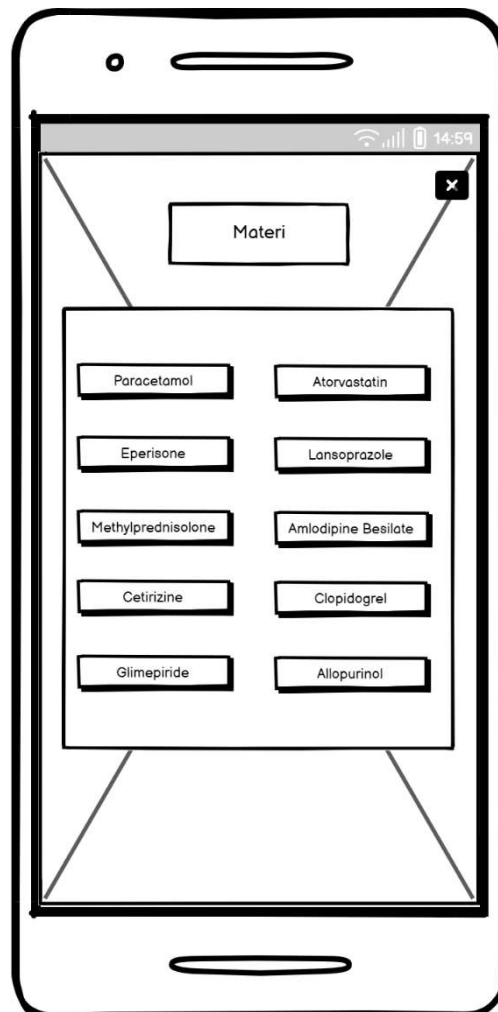 14:59
Materi
Paracetamol
Atorvastatin
Eperisone
Lansoprazole
Methylprednisolone
Amlodipine Besilate
Cetirizine
Clopidogrel
Glimepiride
Allopurinol